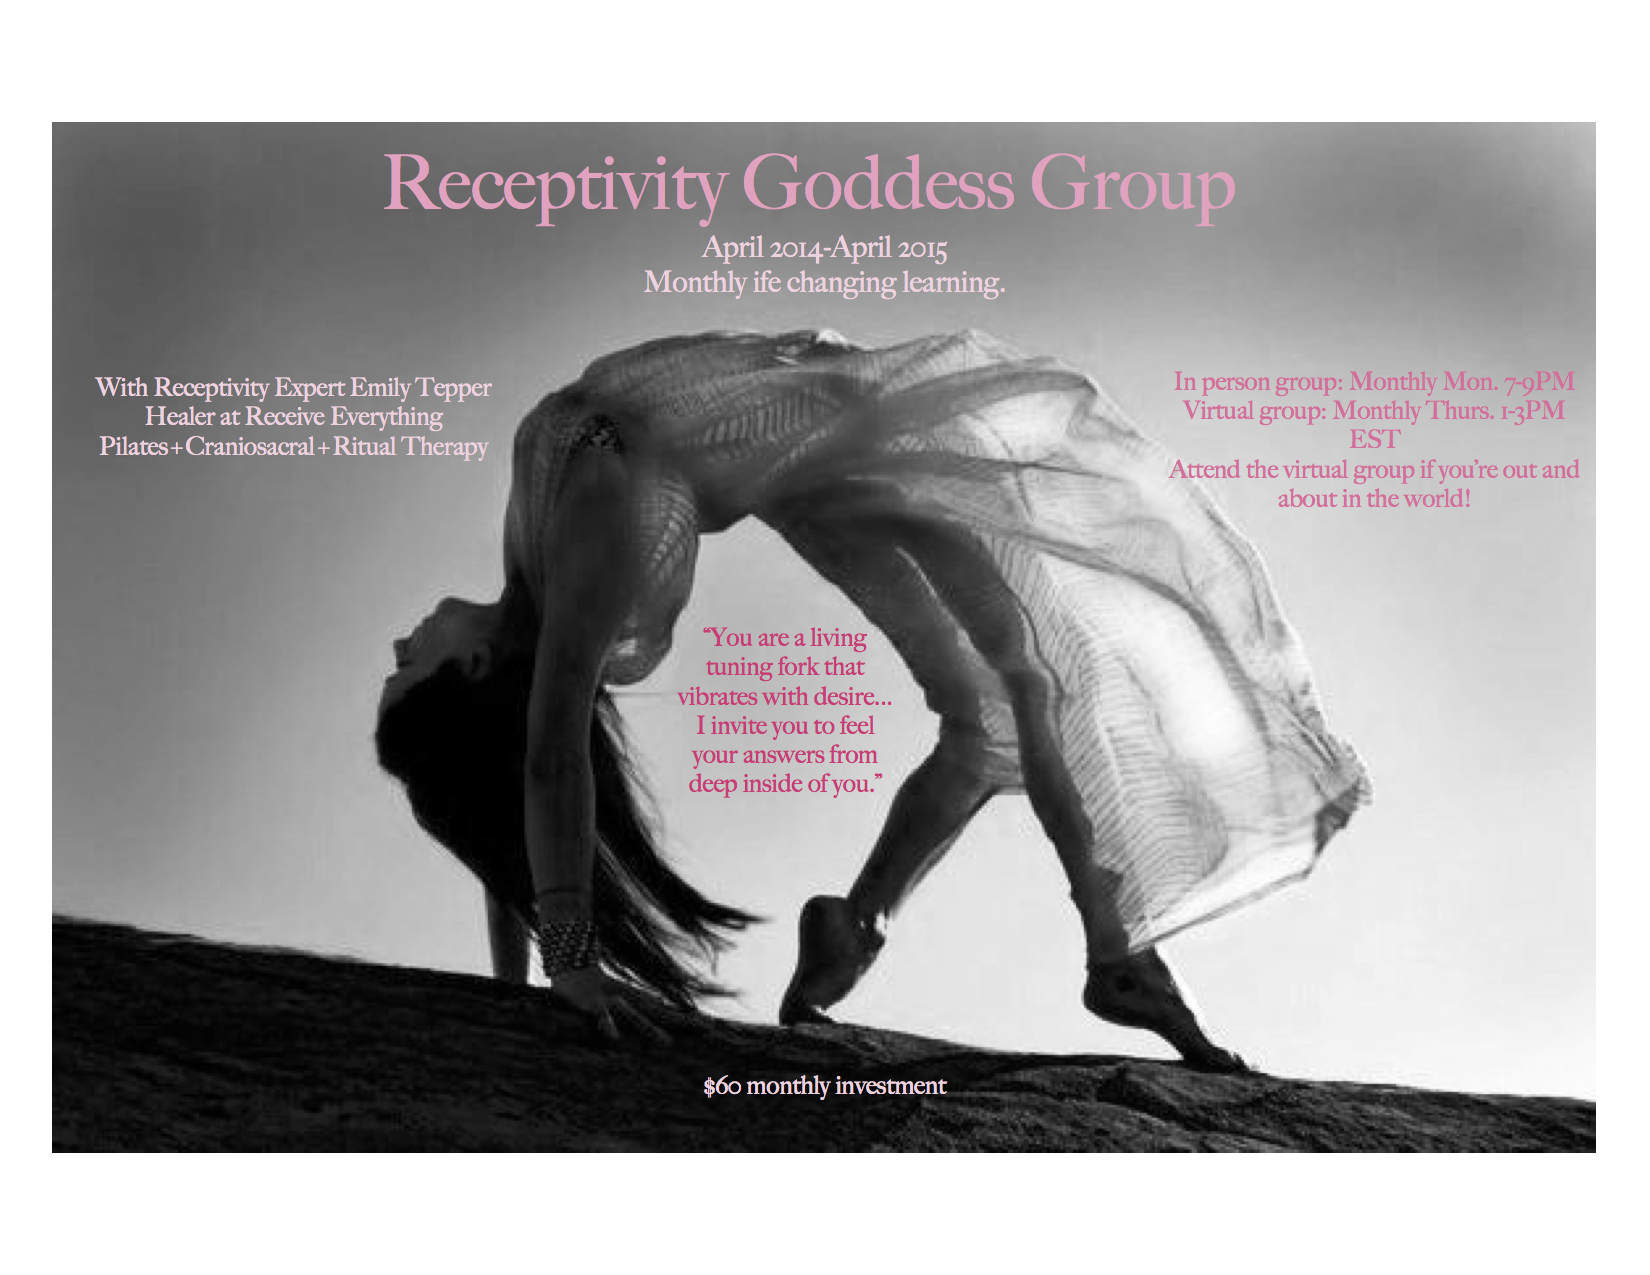 Receptivity Goddess Group
April 2014-April 2015
Monthly ife changing learning.
With Receptivity Expert Emily Tepper
Healer at Receive Everything
Pilates+Craniosacral+Ritual Therapy
In person group: Monthly Mon. 7-9PM
Virtual group: Monthly Thurs. 1-3PM
EST
Attend the virtual group if you're out and
about in the world!
“You are a living
tuning fork that
vibrates with desire...
I invite you to feel
your answers from
deep inside of you.”
$60 monthly investment